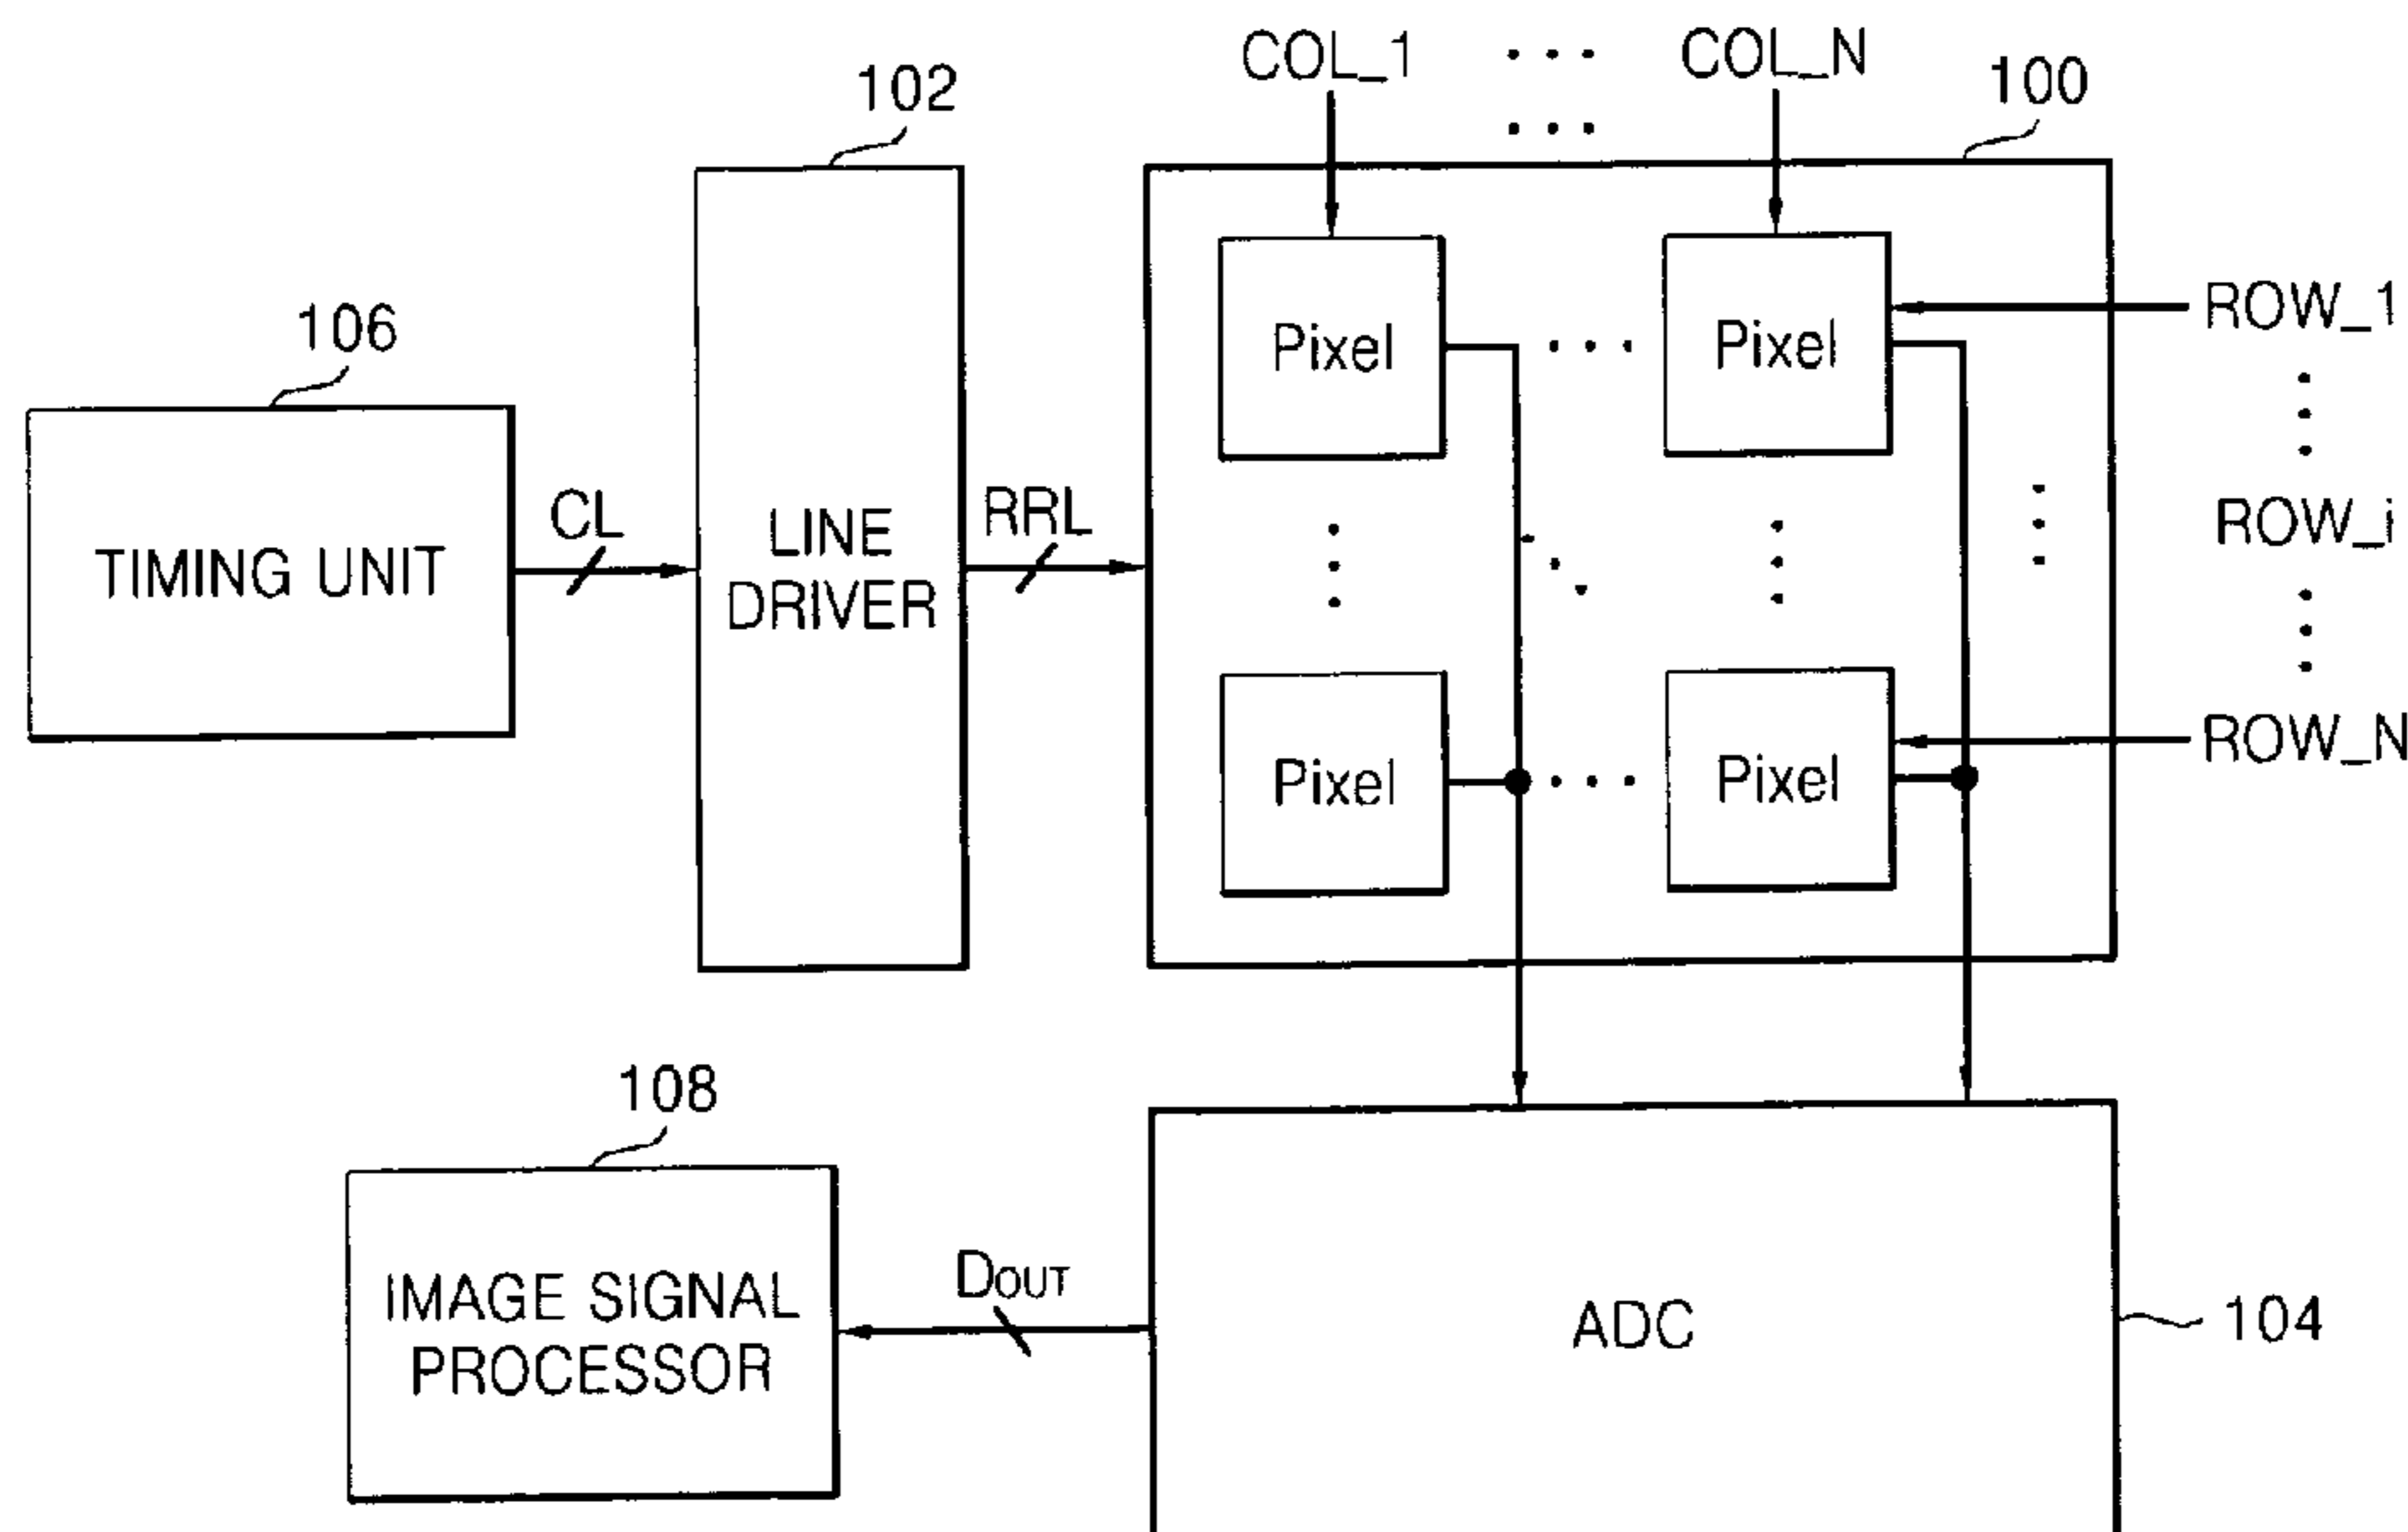 COL_1 ... COL_N
102
100
...
106
ROW_1
Pixel ... Pixel
CL
RRL
LINE
DRIVER
ROW_i
TIMING UNIT
ROW_N
Pixel ... Pixel
108
DOUT
IMAGE SIGNAL
PROCESSOR
ADC
104